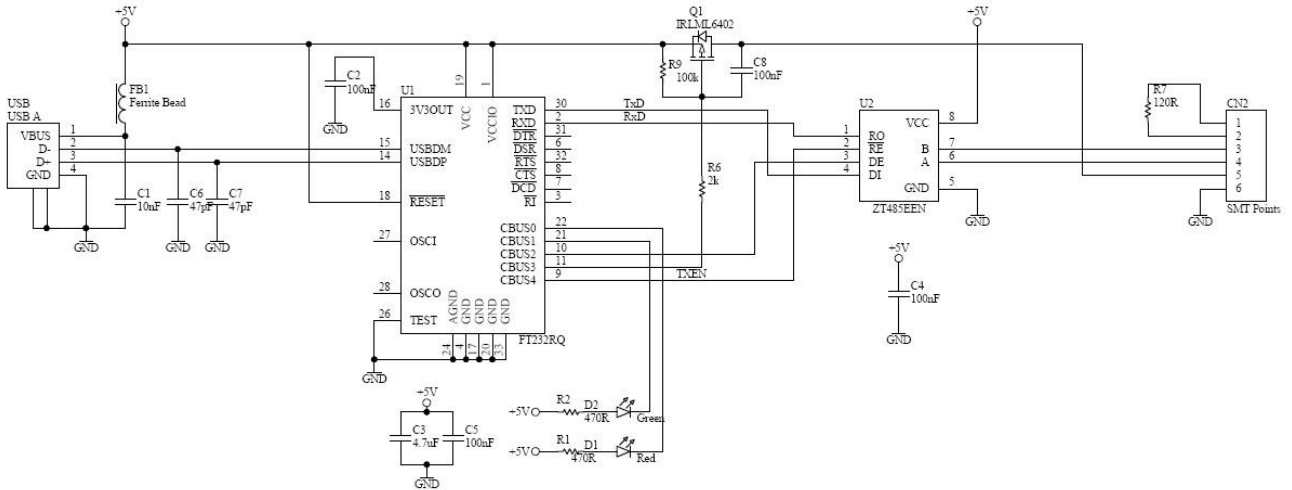 +5V
Q1
IRLML6402
+5V
FB1
Ferrite Bead
C2
100nF
R9
100k
C8
100nF
USB
USB A
VBUS 1
D- 2
D+ 3
GND 4
GND
U1
16 3V3OUT
19 VCC
1 VCCIO
15 USBDM
14 USBDP
18 RESET
27 OSCI
28 OSCO
26 TEST
TXD 30 TxD
RXD 2 RxD
DTR 31
DSR 6
RTS 32
CTS 8
DCD 7
RI 3
CBUS0 22
CBUS1 21
CBUS2 10
CBUS3 11
CBUS4 9 TXEN
AGND 24
GND 4
GND 17
GND 20
GND 33
FT232RQ
GND
R6
2k
U2
1 RO
2 RE
3 DE
4 DI
VCC 8
B 7
A 6
GND 5
ZT485EEN
GND
R7
120R
CN2
1
2
3
4
5
6
SMT Points
GND
C1
10nF
C6
47pF
C7
47pF
GND
GND
GND
+5V
C4
100nF
GND
+5V
C3
4.7uF
C5
100nF
GND
+5V R2 470R D2 Green
+5V R1 470R D1 Red